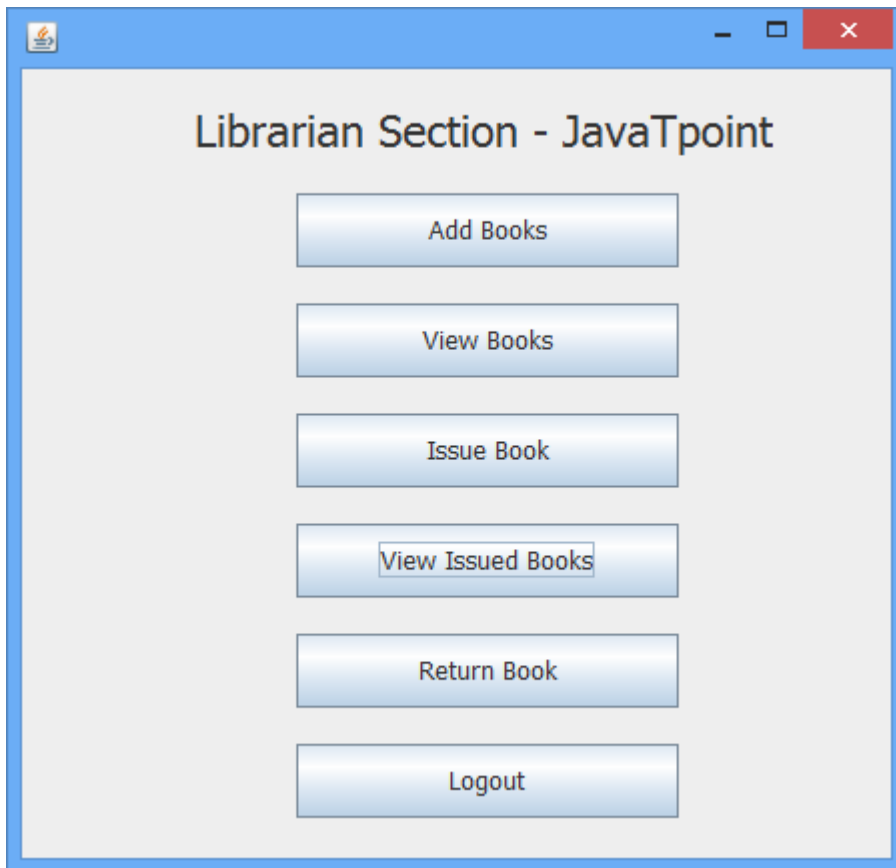 Librarian Section - JavaTpoint
Add Books
View Books
Issue Book
View Issued Books
Return Book
Logout